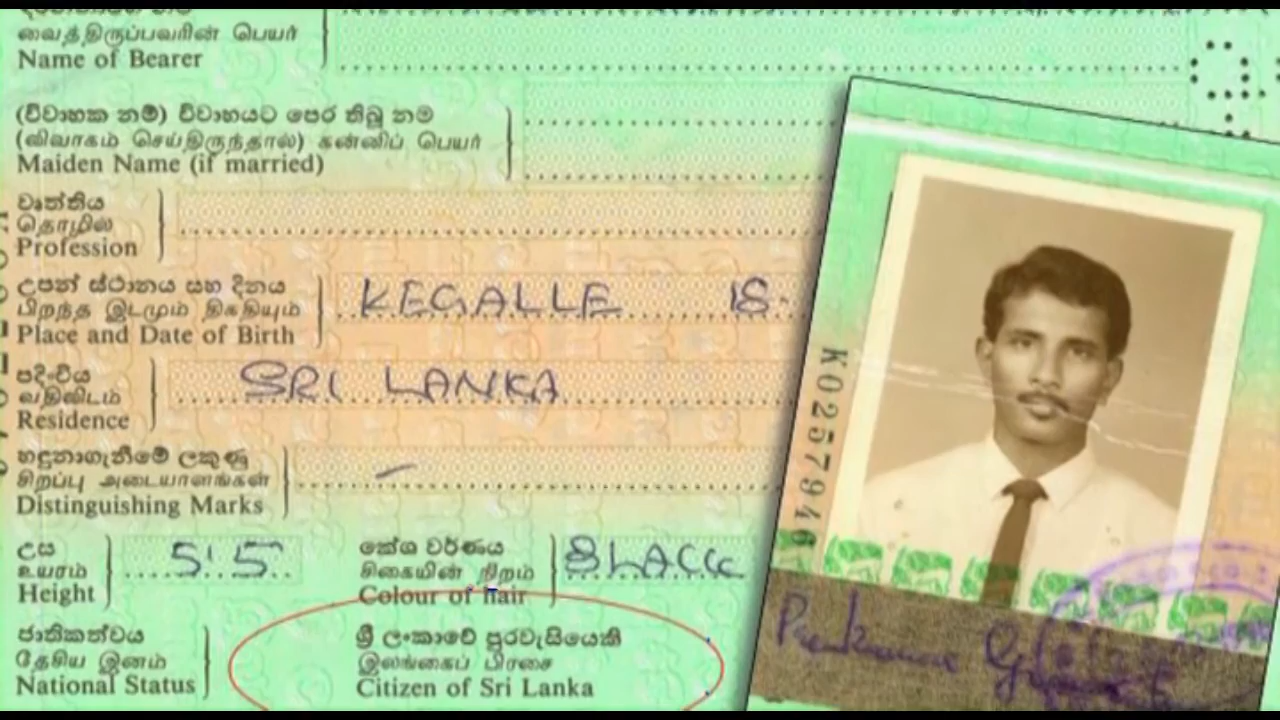 வைத்திருப்பவரின் பெயர்
Name of Bearer
(විවාහක නම්) විවාහයට පෙර තිබූ නම
(விவாகம் செய்திருந்தால்) கன்னிப் பெயர்
Maiden Name (if married)
වෘත්තිය
தொழில்
Profession
උපන් ස්ථානය සහ දිනය
பிறந்த இடமும் திகதியும்
Place and Date of Birth
KEGALLE 18.
පදිංචිය
வதிவிடம்
Residence
SRI LANKA
හඳුනාගැනීමේ ලකුණු
சிறப்பு அடையாளங்கள்
Distinguishing Marks
උස
உயரம்
Height
5'5
කේශ වර්ණය
சிகையின் நிறம்
Colour of hair
BLACK
ජාතිකත්වය
தேசிய இனம்
National Status
ශ්‍රී ලංකාවේ පුරවැසියෙකි
இலங்கைப் பிரசை
Citizen of Sri Lanka
K0257946